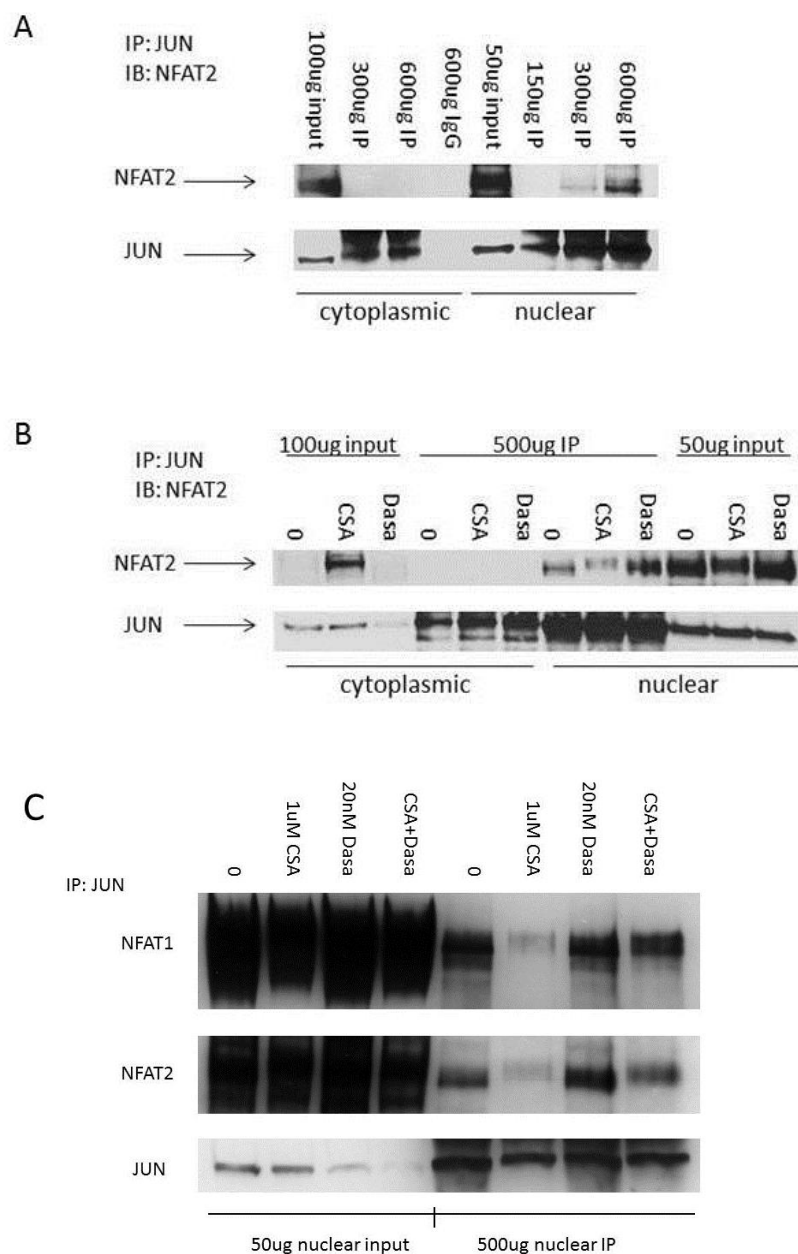 A
IP: JUN
IB: NFAT2
100ug input
300ug IP
600ug IP
600ug IgG
50ug input
150ug IP
300ug IP
600ug IP
NFAT2
JUN
cytoplasmic nuclear
B
IP: JUN
IB: NFAT2
100ug input 500ug IP 50ug input
0 CSA Dasa 0 CSA Dasa 0 CSA Dasa 0 CSA Dasa
NFAT2
JUN
cytoplasmic nuclear
C
IP: JUN
0 1uM CSA 20nM Dasa CSA+Dasa 0 1uM CSA 20nM Dasa CSA+Dasa
NFAT1
NFAT2
JUN
50ug nuclear input 500ug nuclear IP